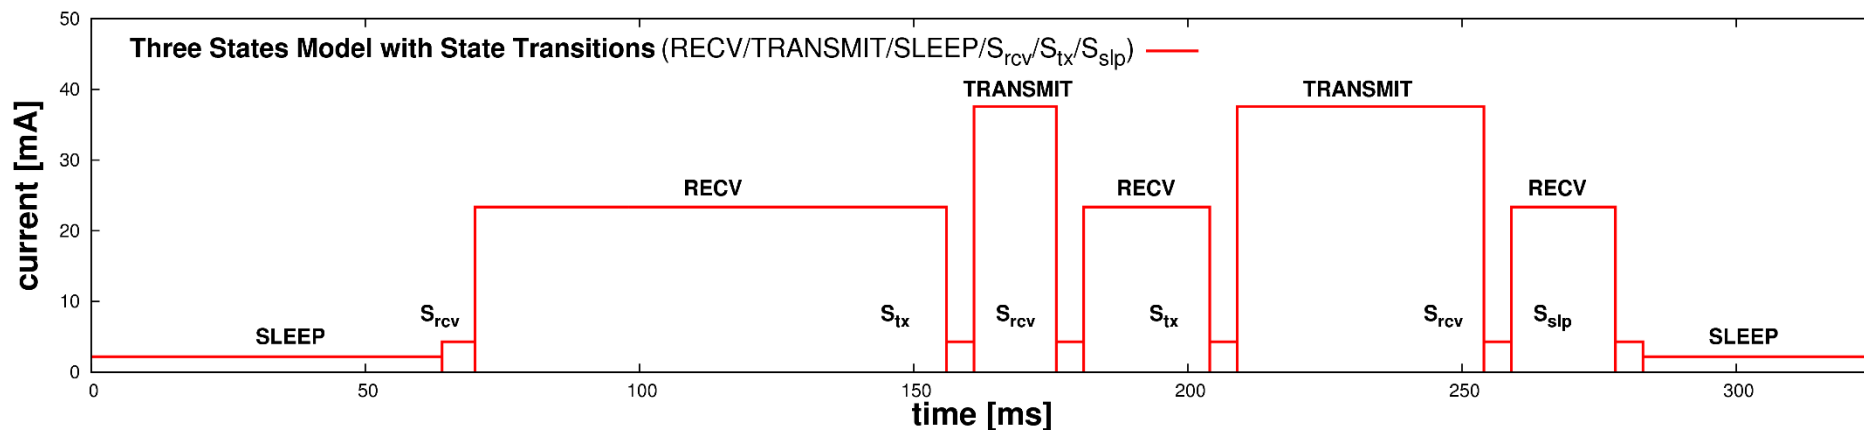 50
Three States Model with State Transitions (RECV/TRANSMIT/SLEEP/Srcv/Stx/Sslp)
40
TRANSMIT
TRANSMIT
current [mA]
30
RECV
RECV
RECV
20
10
Srcv
Stx
Srcv
Stx
Srcv
Sslp
SLEEP
SLEEP
0
0
50
100
150
200
250
300
time [ms]